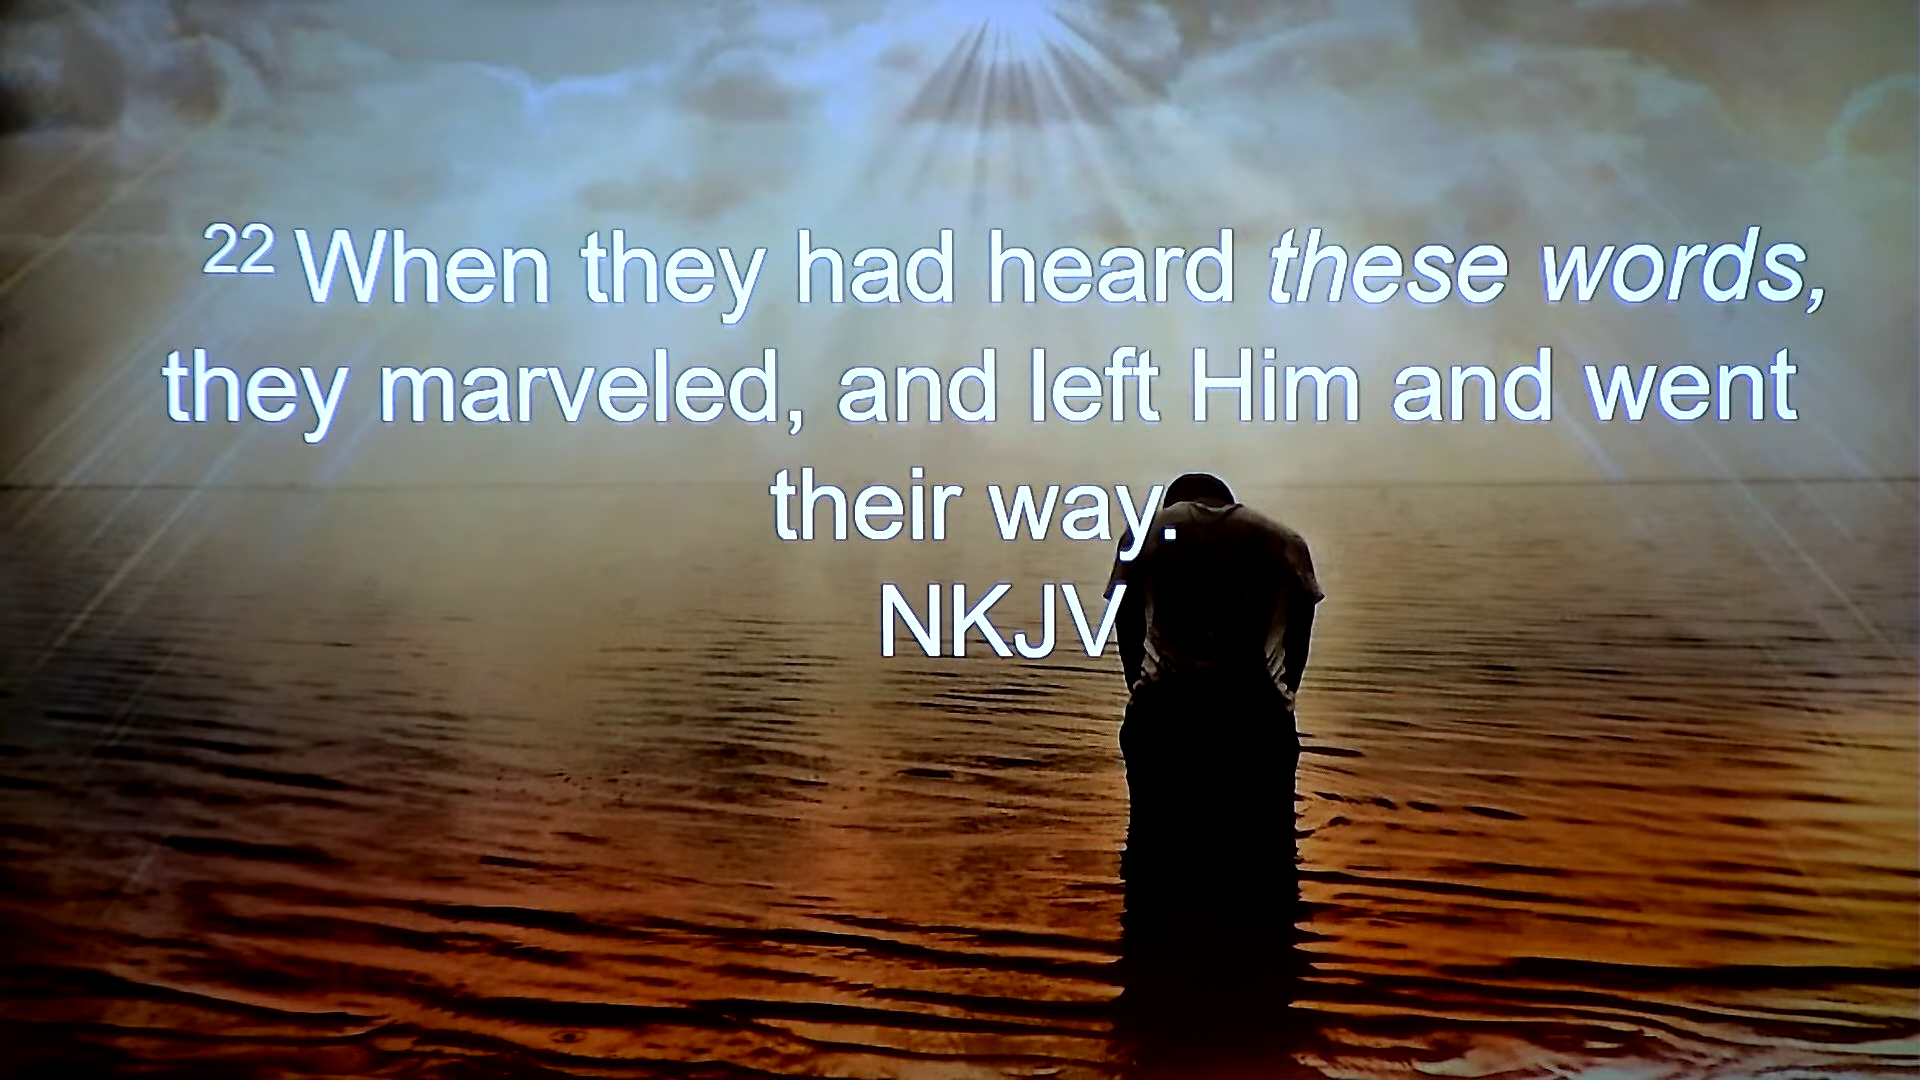 22 When they had heard these words,
they marveled, and left Him and went
their way.
NKJV